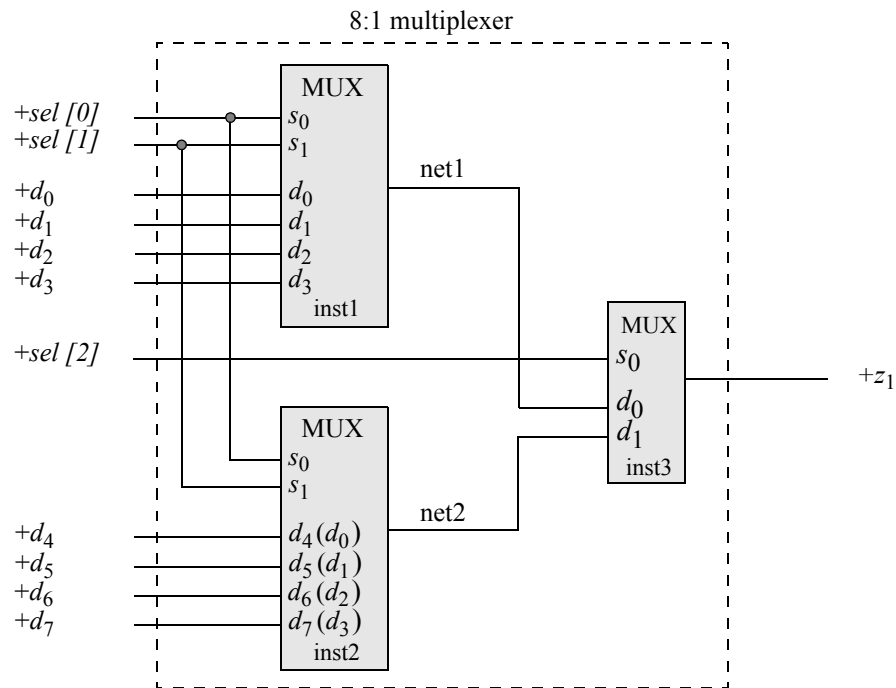 8:1 multiplexer
MUX
+sel [0]
s0
+sel [1]
s1
net1
+d0
d0
+d1
d1
+d2
d2
+d3
d3
inst1
MUX
+sel [2]
s0
+z1
d0
d1
inst3
MUX
s0
s1
net2
+d4
d4(d0)
+d5
d5(d1)
+d6
d6(d2)
+d7
d7(d3)
inst2